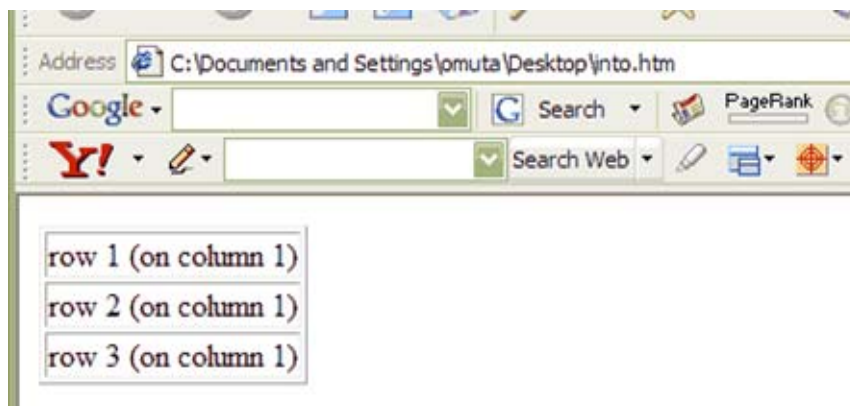 Address C:\Documents and Settings\omuta\Desktop\into.htm
Google G Search PageRank
Y! Search Web
row 1 (on column 1)
row 2 (on column 1)
row 3 (on column 1)